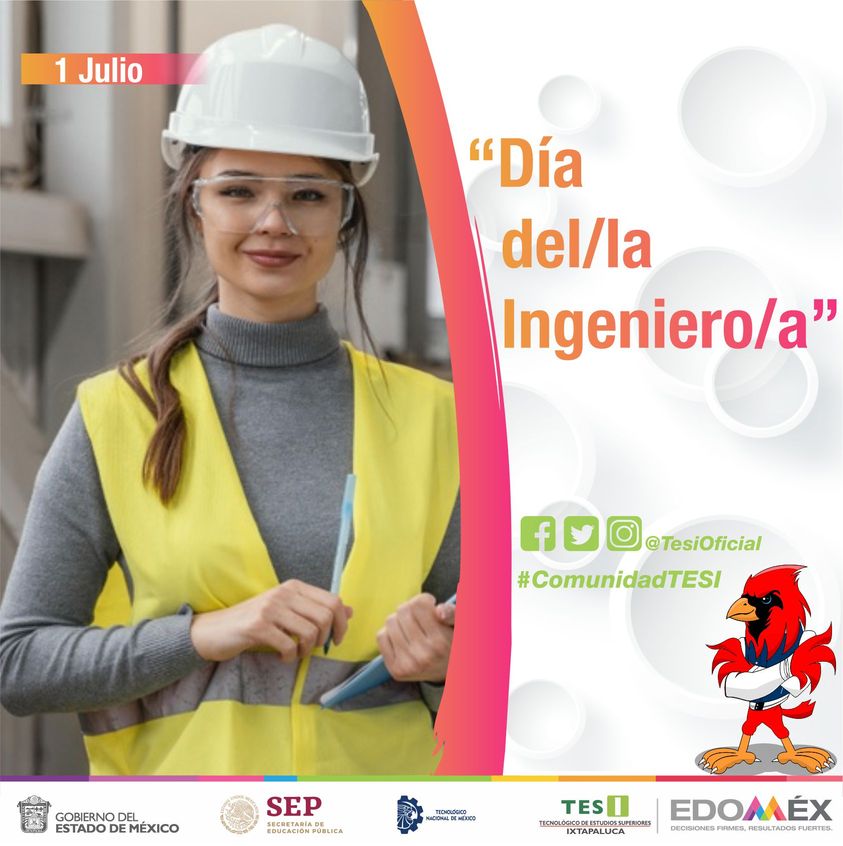 1 Julio
“Día
del/la
Ingeniero/a”
@TesiOficial
#ComunidadTESI
GOBIERNO DEL
ESTADO DE MÉXICO
SEP
SECRETARÍA DE
EDUCACIÓN PÚBLICA
TECNOLÓGICO
NACIONAL DE MÉXICO
TESI
TECNOLÓGICO DE ESTUDIOS SUPERIORES
IXTAPALUCA
EDOMÉX
DECISIONES FIRMES, RESULTADOS FUERTES.